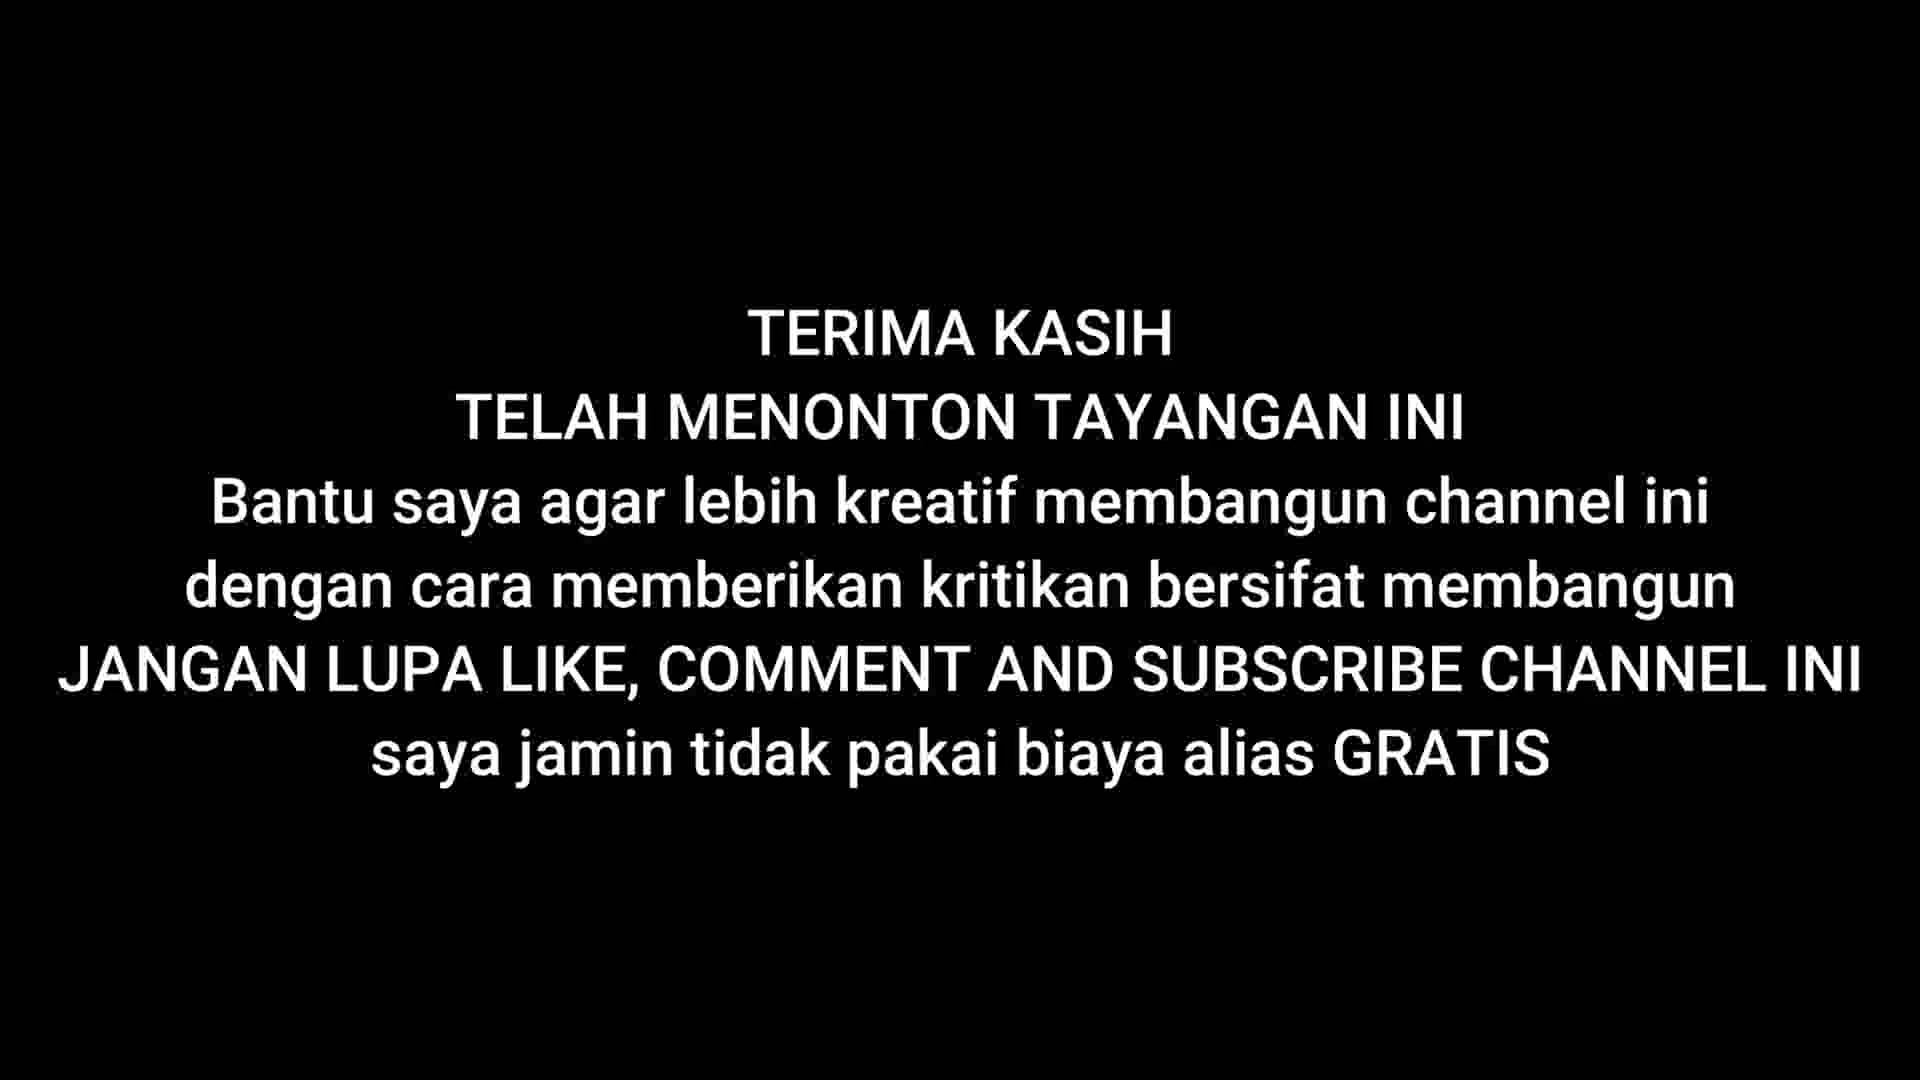 TERIMA KASIH
TELAH MENONTON TAYANGAN INI
Bantu saya agar lebih kreatif membangun channel ini
dengan cara memberikan kritikan bersifat membangun
JANGAN LUPA LIKE, COMMENT AND SUBSCRIBE CHANNEL INI
saya jamin tidak pakai biaya alias GRATIS